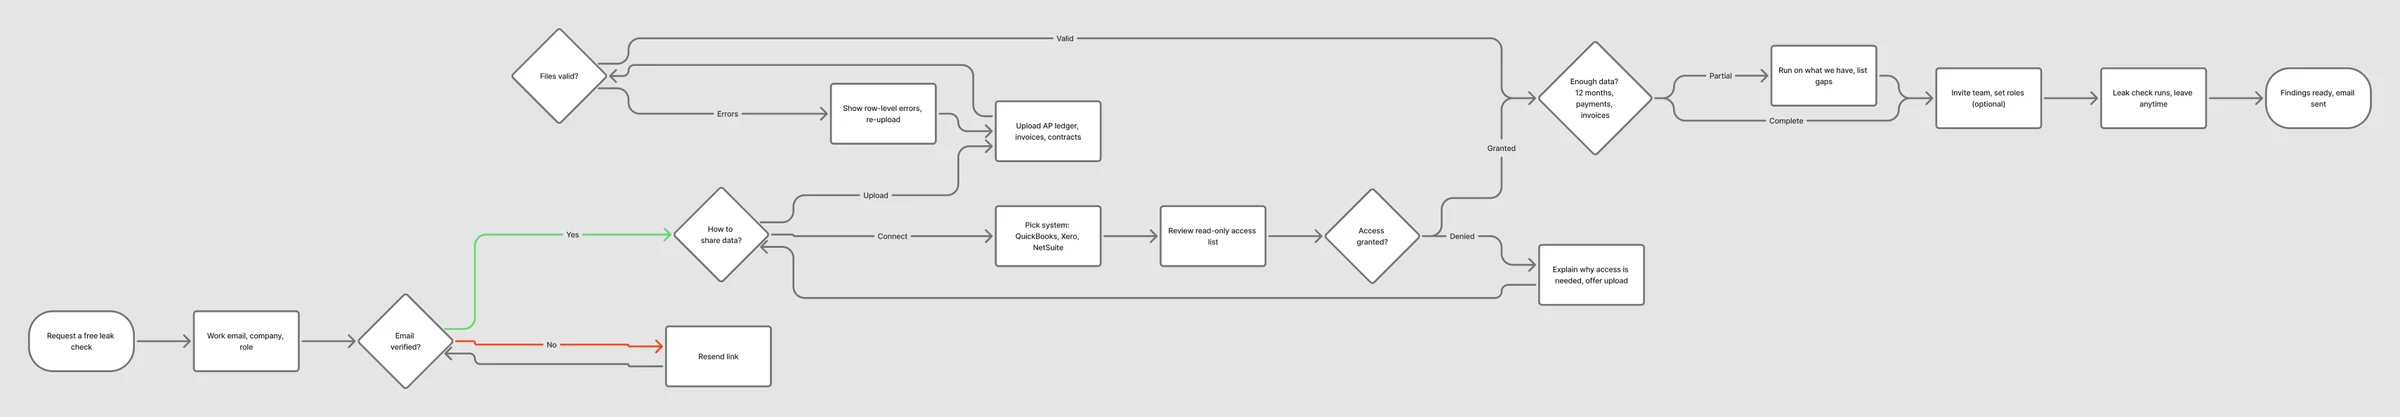 Valid
Files valid?
Errors
Show row-level errors,
re-upload
Upload AP ledger,
invoices, contracts
Enough data?
12 months,
payments,
invoices
Partial
Run on what we have, list
gaps
Complete
Invite team, set roles
(optional)
Leak check runs, leave
anytime
Findings ready, email
sent
Granted
Upload
Yes
How to
share data?
Connect
Pick system:
QuickBooks, Xero,
NetSuite
Review read-only access
list
Access
granted?
Denied
Explain why access is
needed, offer upload
Request a free leak
check
Work email, company,
role
Email
verified?
No
Resend link